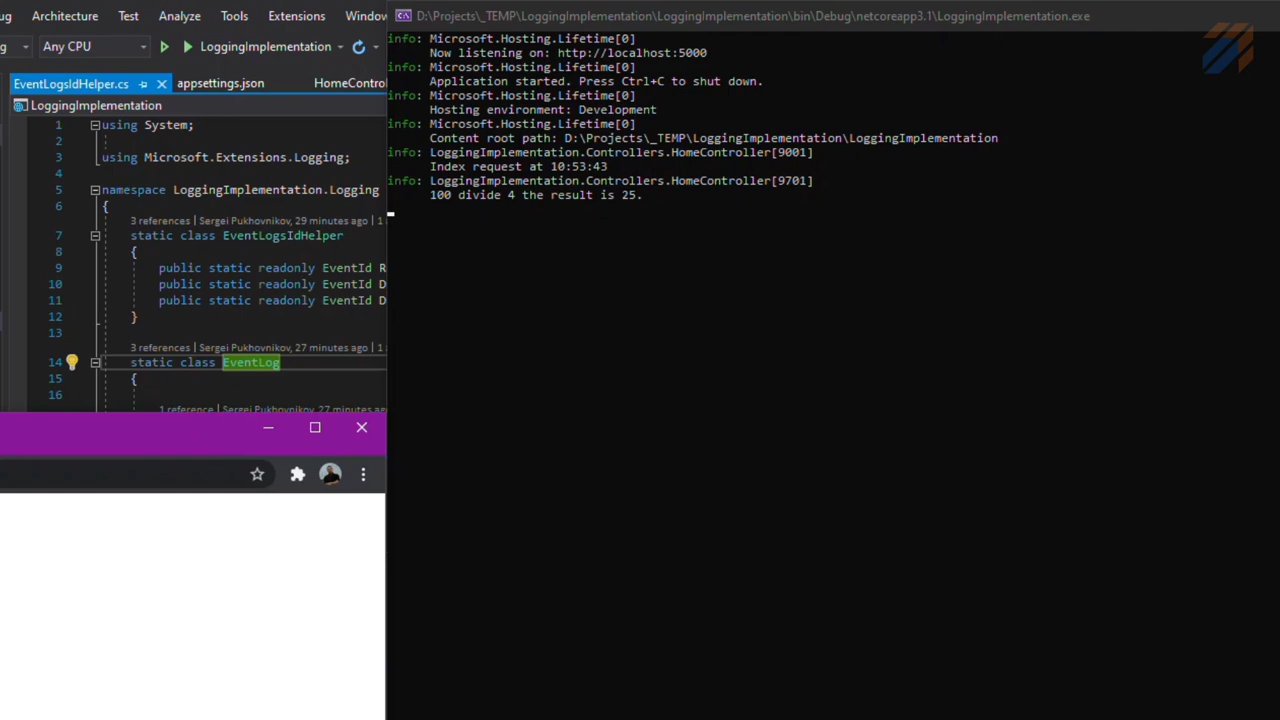 Architecture Test Analyze Tools Extensions Window
Any CPU LoggingImplementation
EventLogsIdHelper.cs appsettings.json HomeContro
LoggingImplementation
1 using System;
2
3 using Microsoft.Extensions.Logging;
4
5 namespace LoggingImplementation.Logging
6 {
3 references | Sergei Pukhovnikov, 29 minutes ago | 1
7 static class EventLogsIdHelper
8 {
9 public static readonly EventId R
10 public static readonly EventId D
11 public static readonly EventId D
12 }
13
3 references | Sergei Pukhovnikov, 27 minutes ago | 1
14 static class EventLog
15 {
16
1 reference | Sergei Pukhovnikov, 27 minutes ago
D:\Projects\_TEMP\LoggingImplementation\LoggingImplementation\bin\Debug\netcoreapp3.1\LoggingImplementation.exe
info: Microsoft.Hosting.Lifetime[0]
Now listening on: http://localhost:5000
info: Microsoft.Hosting.Lifetime[0]
Application started. Press Ctrl+C to shut down.
info: Microsoft.Hosting.Lifetime[0]
Hosting environment: Development
info: Microsoft.Hosting.Lifetime[0]
Content root path: D:\Projects\_TEMP\LoggingImplementation\LoggingImplementation
info: LoggingImplementation.Controllers.HomeController[9001]
Index request at 10:53:43
info: LoggingImplementation.Controllers.HomeController[9701]
100 divide 4 the result is 25.